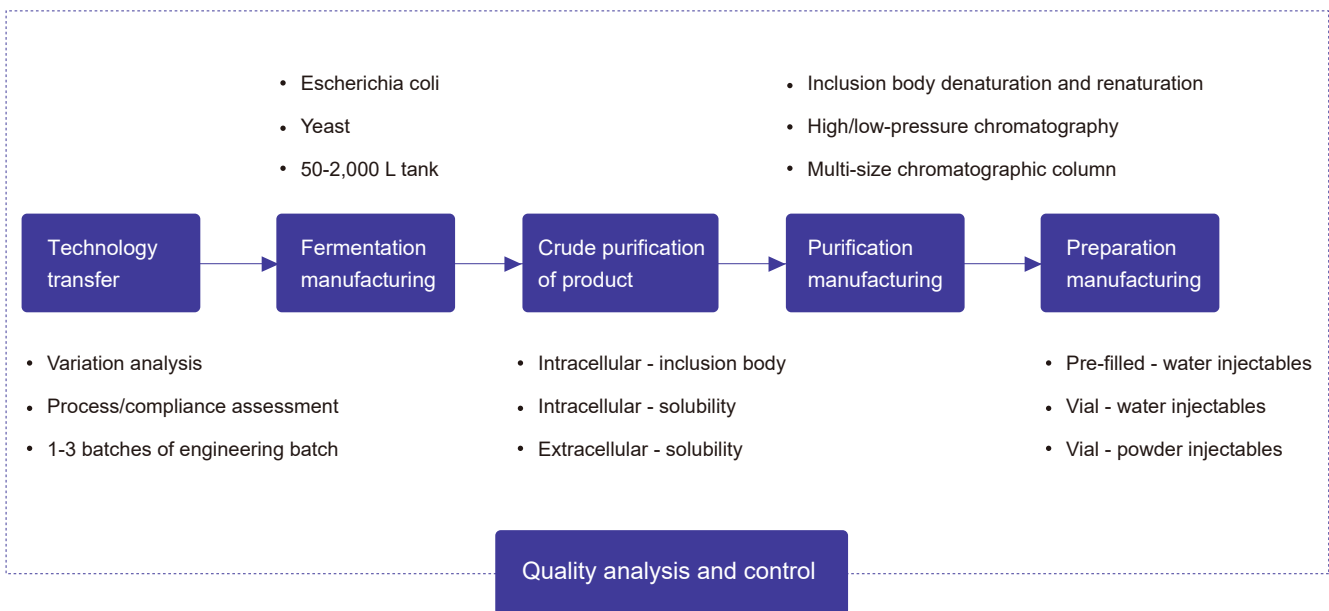 Escherichia coli
Yeast
50-2,000 L tank
Inclusion body denaturation and renaturation
High/low-pressure chromatography
Multi-size chromatographic column
Technology
transfer
Fermentation
manufacturing
Crude purification
of product
Purification
manufacturing
Preparation
manufacturing
Variation analysis
Process/compliance assessment
1-3 batches of engineering batch
Intracellular - inclusion body
Intracellular - solubility
Extracellular - solubility
Pre-filled - water injectables
Vial - water injectables
Vial - powder injectables
Quality analysis and control